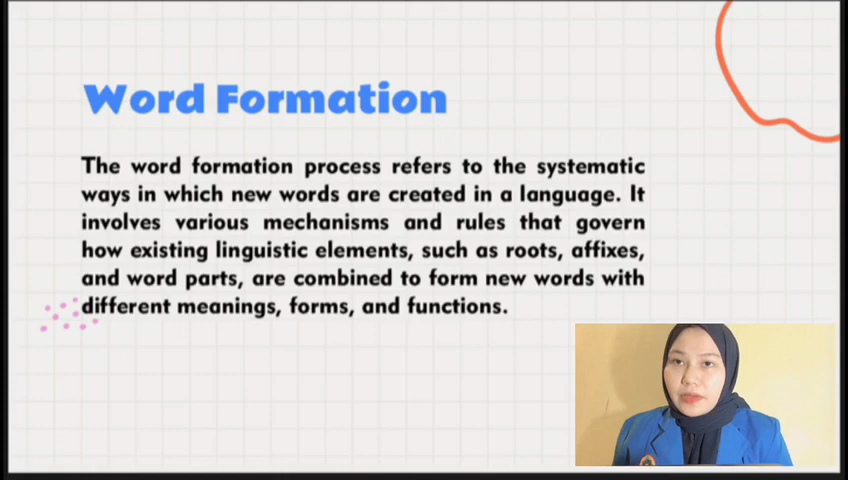 Word Formation
The word formation process refers to the systematic
ways in which new words are created in a language. It
involves various mechanisms and rules that govern
how existing linguistic elements, such as roots, affixes,
and word parts, are combined to form new words with
different meanings, forms, and functions.